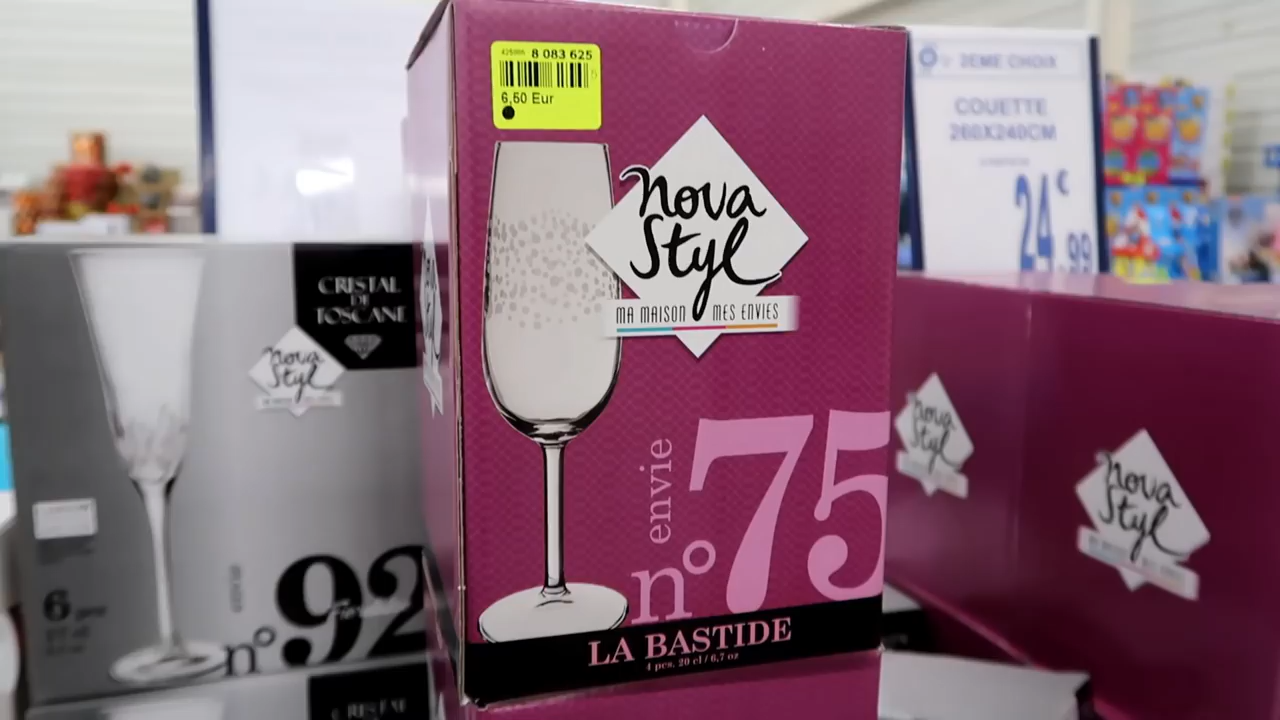 8 083 625
6,50 Eur
Nova
Styl
MA MAISON MES ENVIES
envie
n°75
LA BASTIDE
4 pcs. 20 cl / 6,7 oz
CRISTAL
DE
TOSCANE
Nova
Styl
6
n°92
CRISTAL
2EME CHOIX
COUETTE
260X240CM
24€,99
Nova
Styl
Nova
Styl